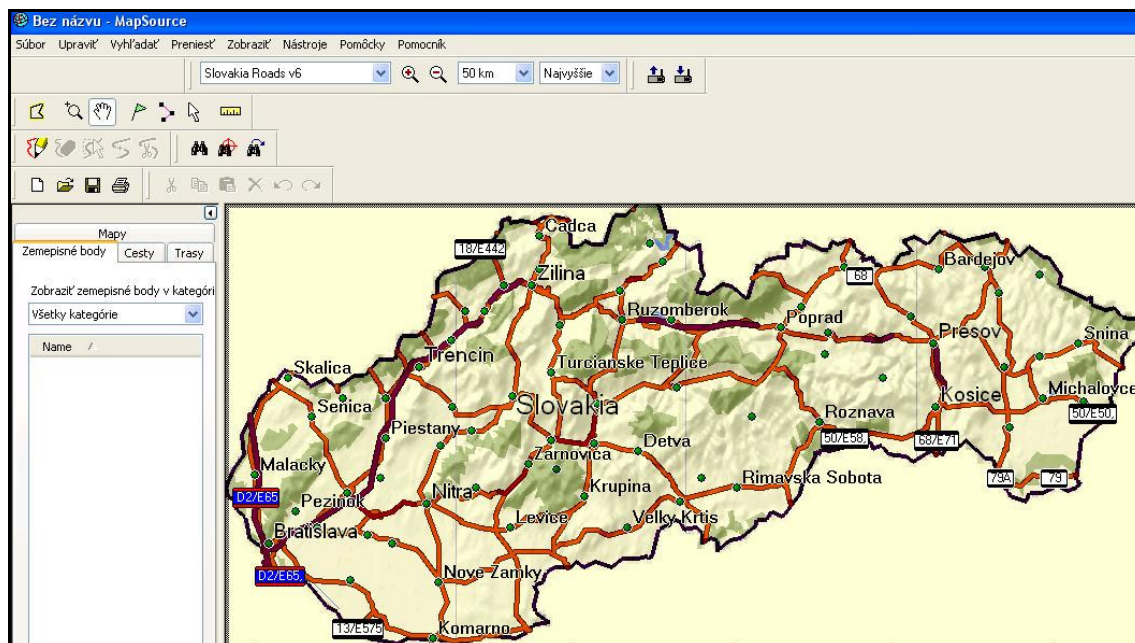 Bez názvu - MapSource
Súbor Upraviť Vyhľadať Preniesť Zobraziť Nástroje Pomôcky Pomocník
Slovakia Roads v6 50 km Najvyššie
Mapy
Zemepisné body Cesty Trasy
Zobraziť zemepisné body v kategóri
Všetky kategórie
Name
Cadca
18/E442
Zilina
68
Bardejov
Ruzomberok
Poprad
Presov
Snina
Trencin
Skalica
Turcianske Teplice
Senica
Slovakia
Kosice
Michalovce
Roznava
50/E50,
Piestany
Zarnovica
Detva
50/E58,
68/E71
Malacky
Rimavska Sobota
79A
79
D2/E65
Pezinok
Nitra
Krupina
Levice
Velky Krtis
Bratislava
D2/E65,
Nove Zamky
13/E575
Komarno